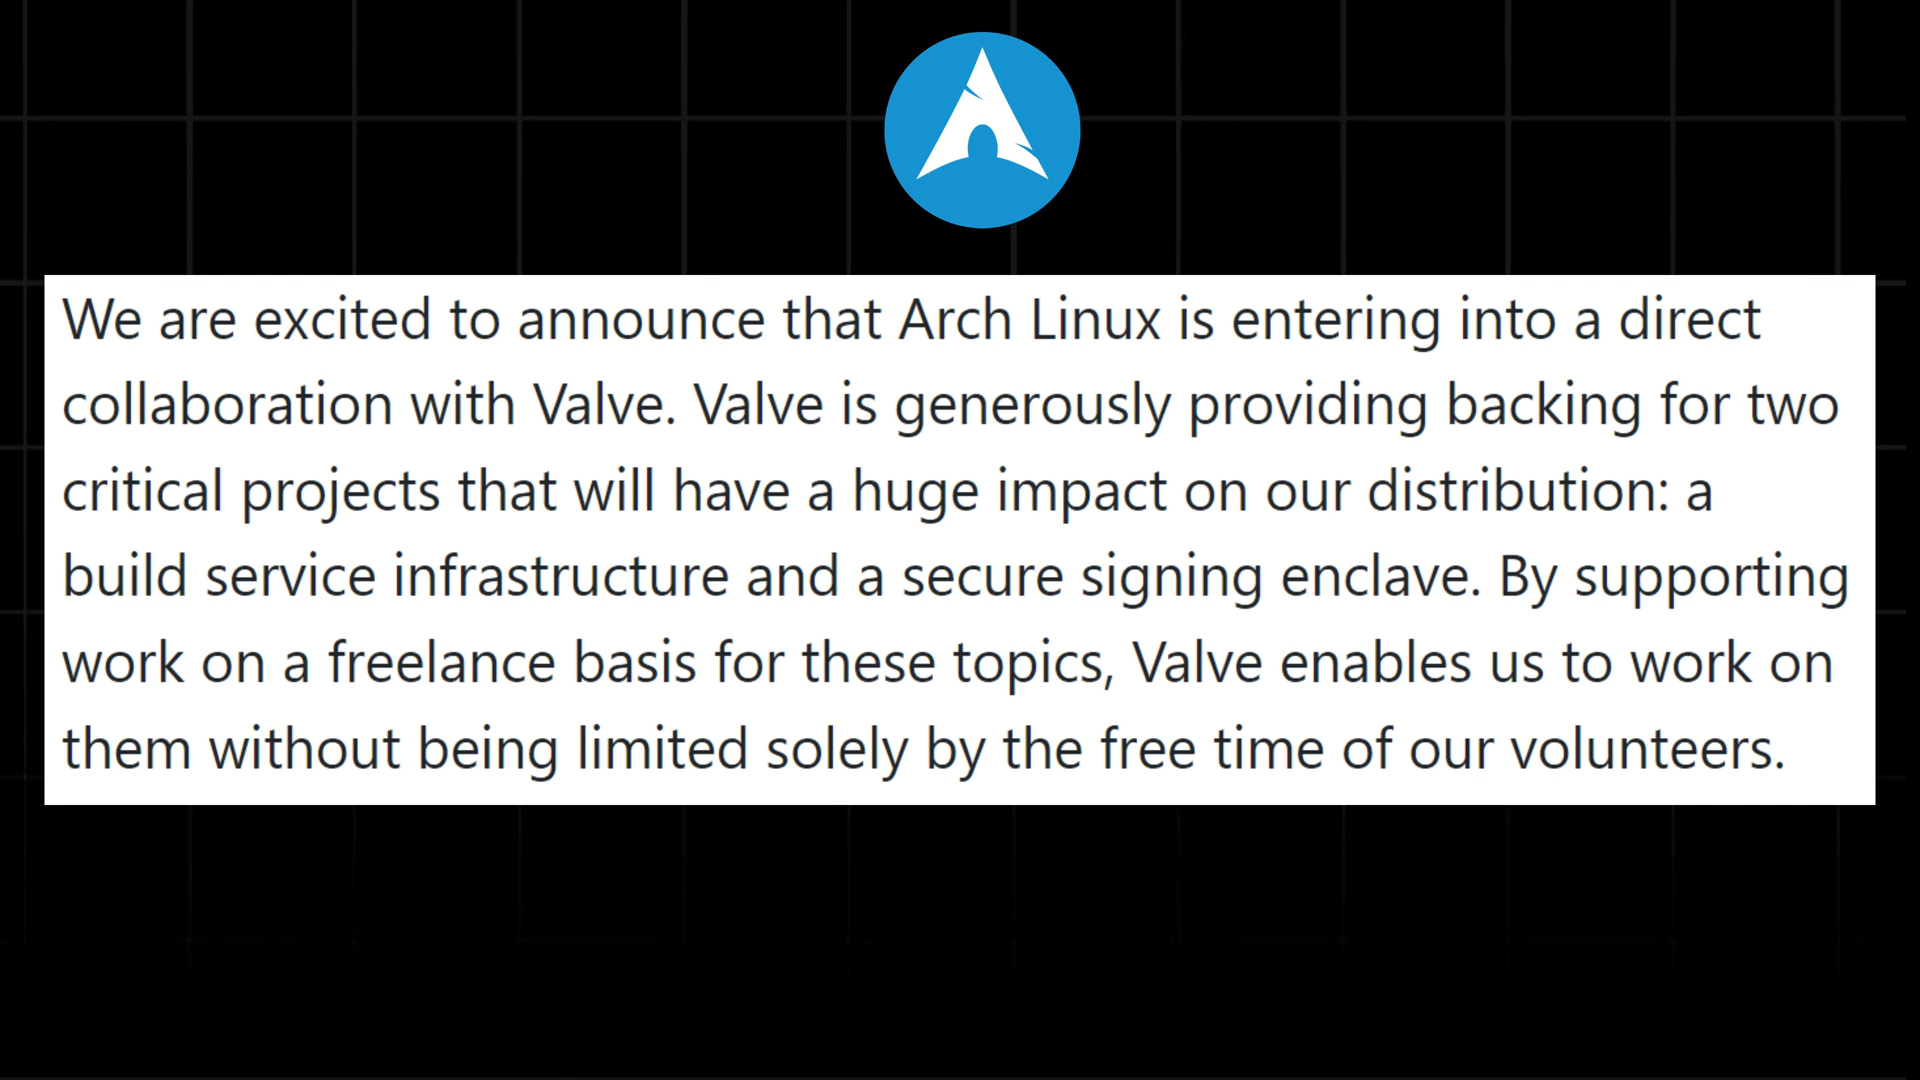 We are excited to announce that Arch Linux is entering into a direct
collaboration with Valve. Valve is generously providing backing for two
critical projects that will have a huge impact on our distribution: a
build service infrastructure and a secure signing enclave. By supporting
work on a freelance basis for these topics, Valve enables us to work on
them without being limited solely by the free time of our volunteers.